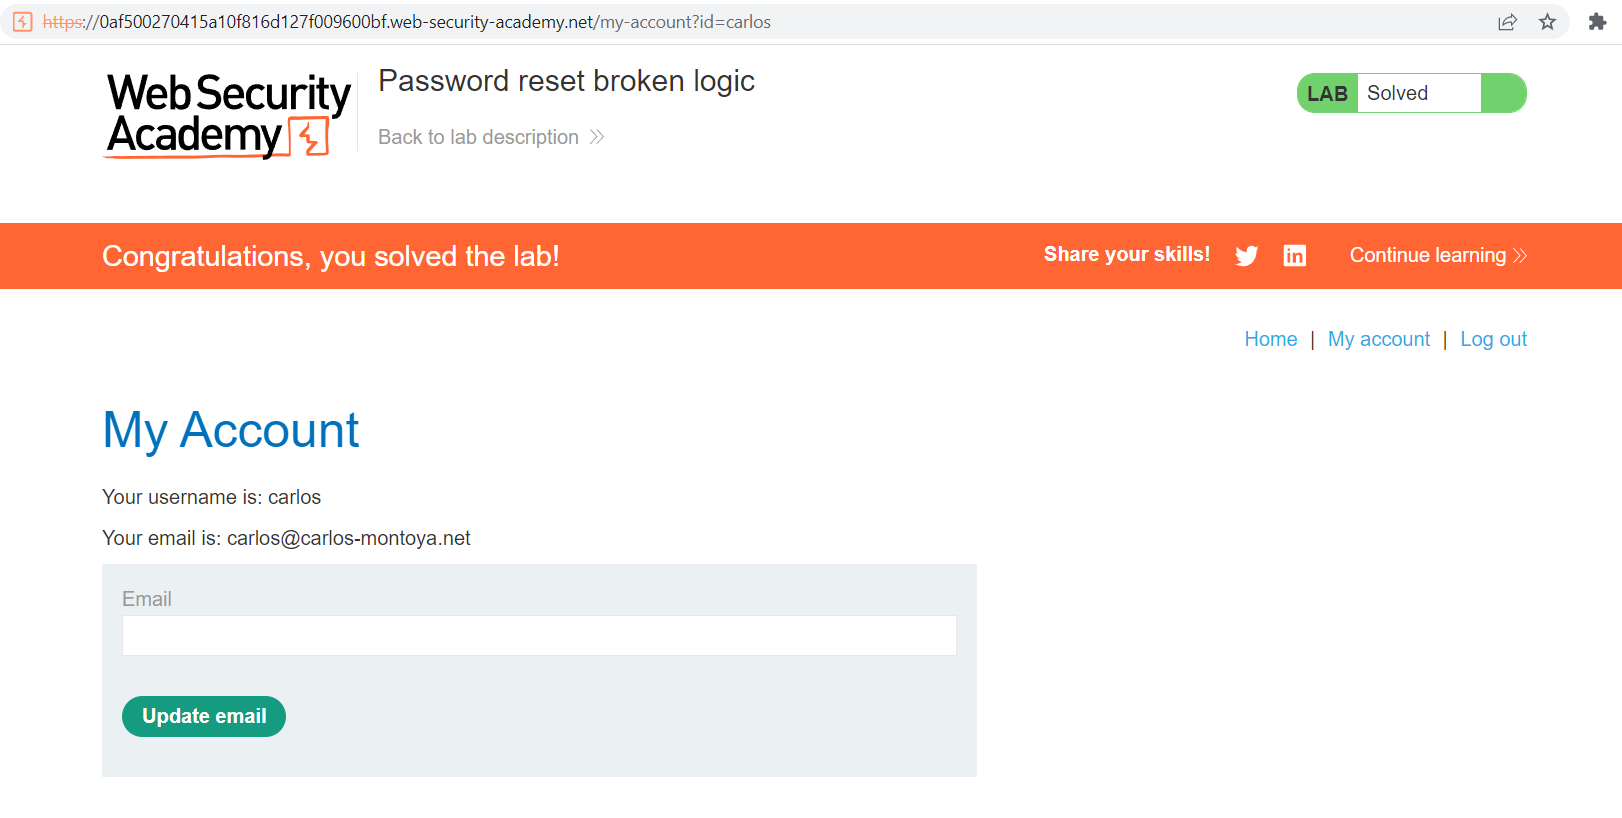 https://0af500270415a10f816d127f009600bf.web-security-academy.net/my-account?id=carlos
Web Security
Academy
Password reset broken logic
Back to lab description
LAB Solved
Congratulations, you solved the lab!
Share your skills!
Continue learning
Home | My account | Log out
My Account
Your username is: carlos
Your email is: carlos@carlos-montoya.net
Email
Update email